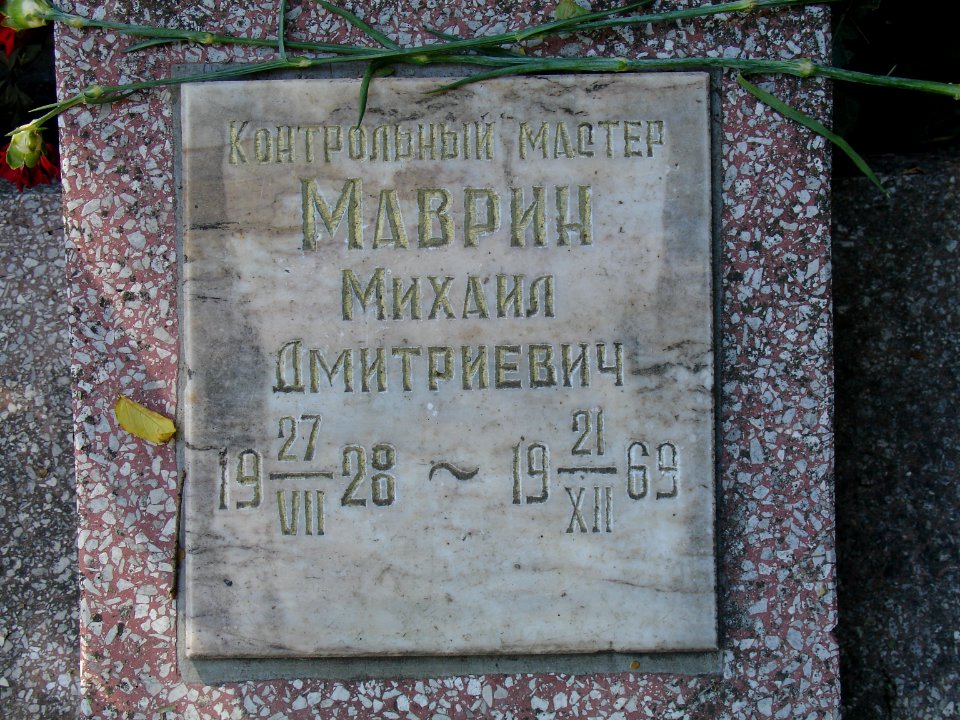 Контрольный мастер
Маврин
Михаил
Дмитриевич
19 27/VII 28 ~ 19 21/XII 69